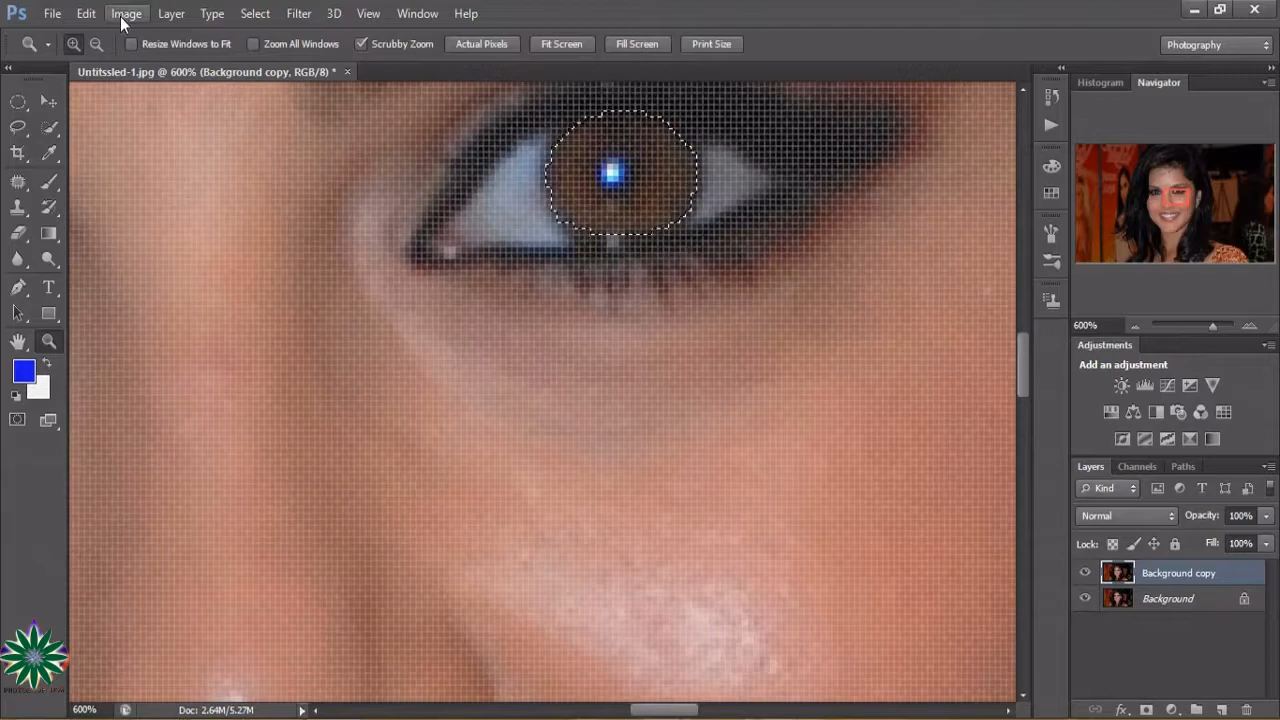 Ps File Edit Image Layer Type Select Filter 3D View Window Help
Resize Windows to Fit Zoom All Windows Scrubby Zoom Actual Pixels Fit Screen Fill Screen Print Size Photography
Untitssled-1.jpg @ 600% (Background copy, RGB/8) * ×
Histogram Navigator
600%
Adjustments
Add an adjustment
Layers Channels Paths
Kind
Normal Opacity: 100%
Lock: Fill: 100%
Background copy
Background
600% Doc: 2.64M/5.27M